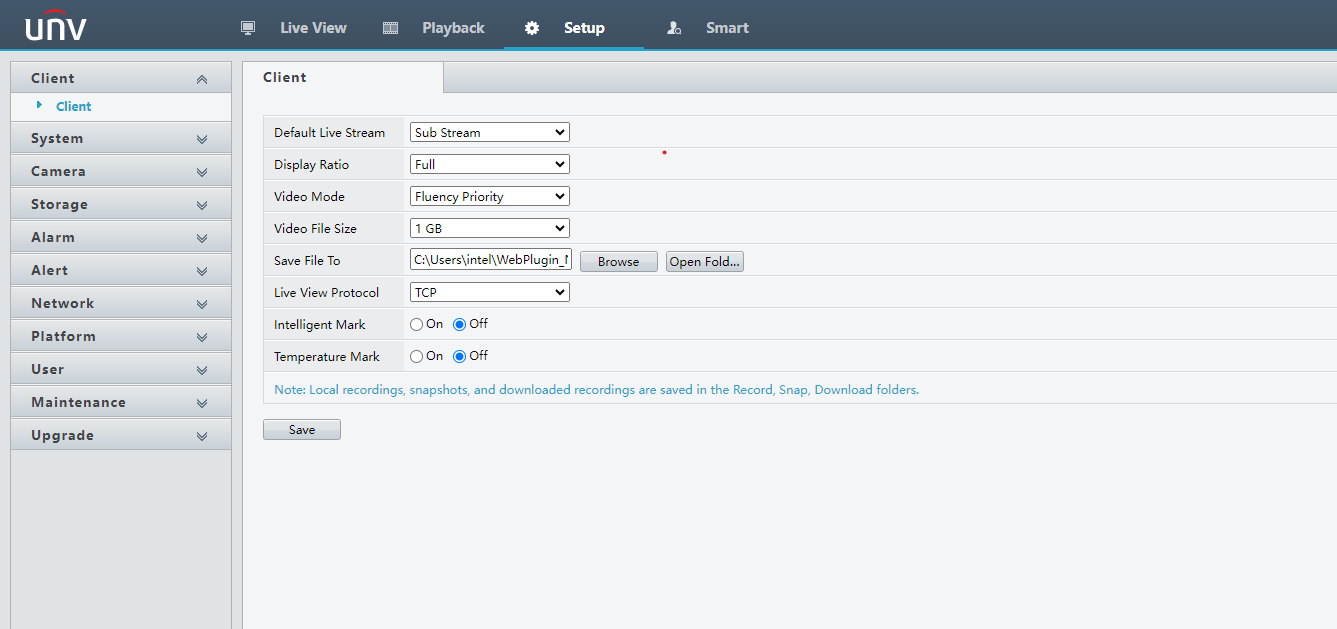 unv
Live View
Playback
Setup
Smart
Client
Client
System
Camera
Storage
Alarm
Alert
Network
Platform
User
Maintenance
Upgrade
Client
Default Live Stream Sub Stream
Display Ratio Full
Video Mode Fluency Priority
Video File Size 1 GB
Save File To C:\Users\intel\WebPlugin_ Browse Open Fold...
Live View Protocol TCP
Intelligent Mark On Off
Temperature Mark On Off
Note: Local recordings, snapshots, and downloaded recordings are saved in the Record, Snap, Download folders.
Save